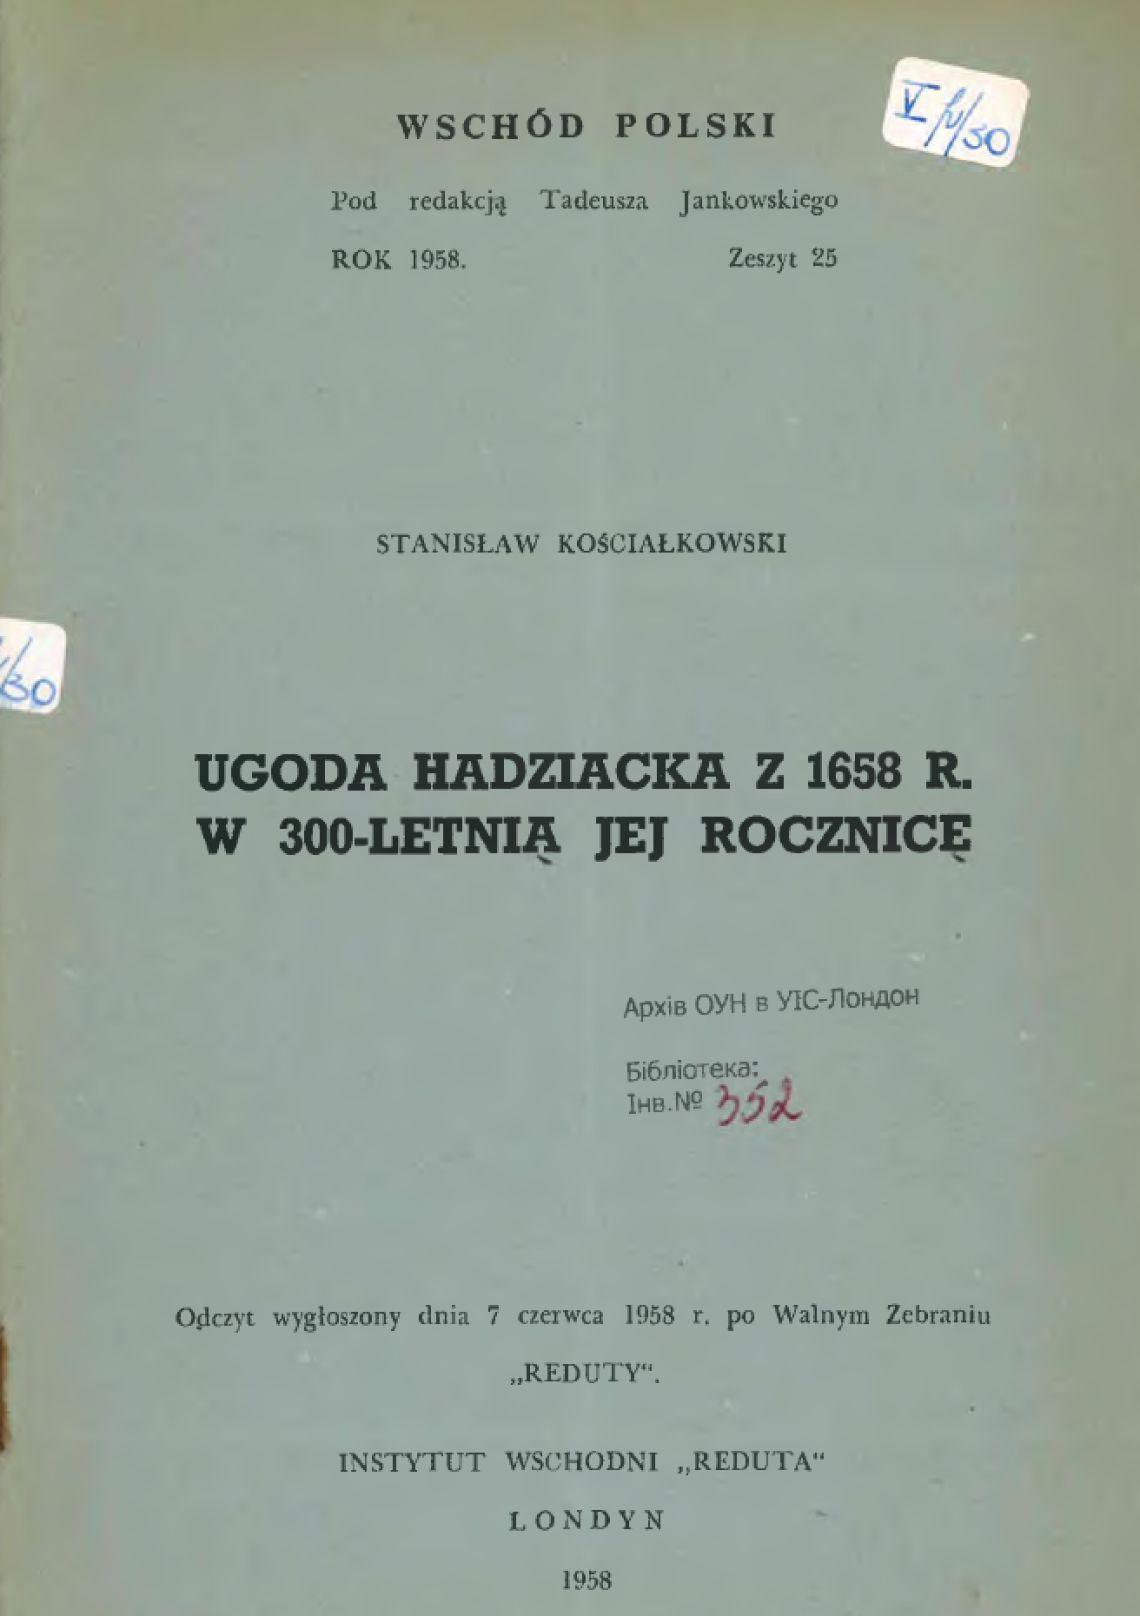 WSCHÓD POLSKI
V /30
Pod redakcją Tadeusza Jankowskiego
ROK 1958. Zeszyt 25
STANISŁAW KOŚCIAŁKOWSKI
/30
UGODA HADZIACKA Z 1658 R.
W 300-LETNIĄ JEJ ROCZNICĘ
Архів ОУН в УІС-Лондон
Бібліотека:
Інв.№ 352
Odczyt wygłoszony dnia 7 czerwca 1958 r. po Walnym Zebraniu
„REDUTY“.
INSTYTUT WSCHODNI „REDUTA“
LONDYN
1958